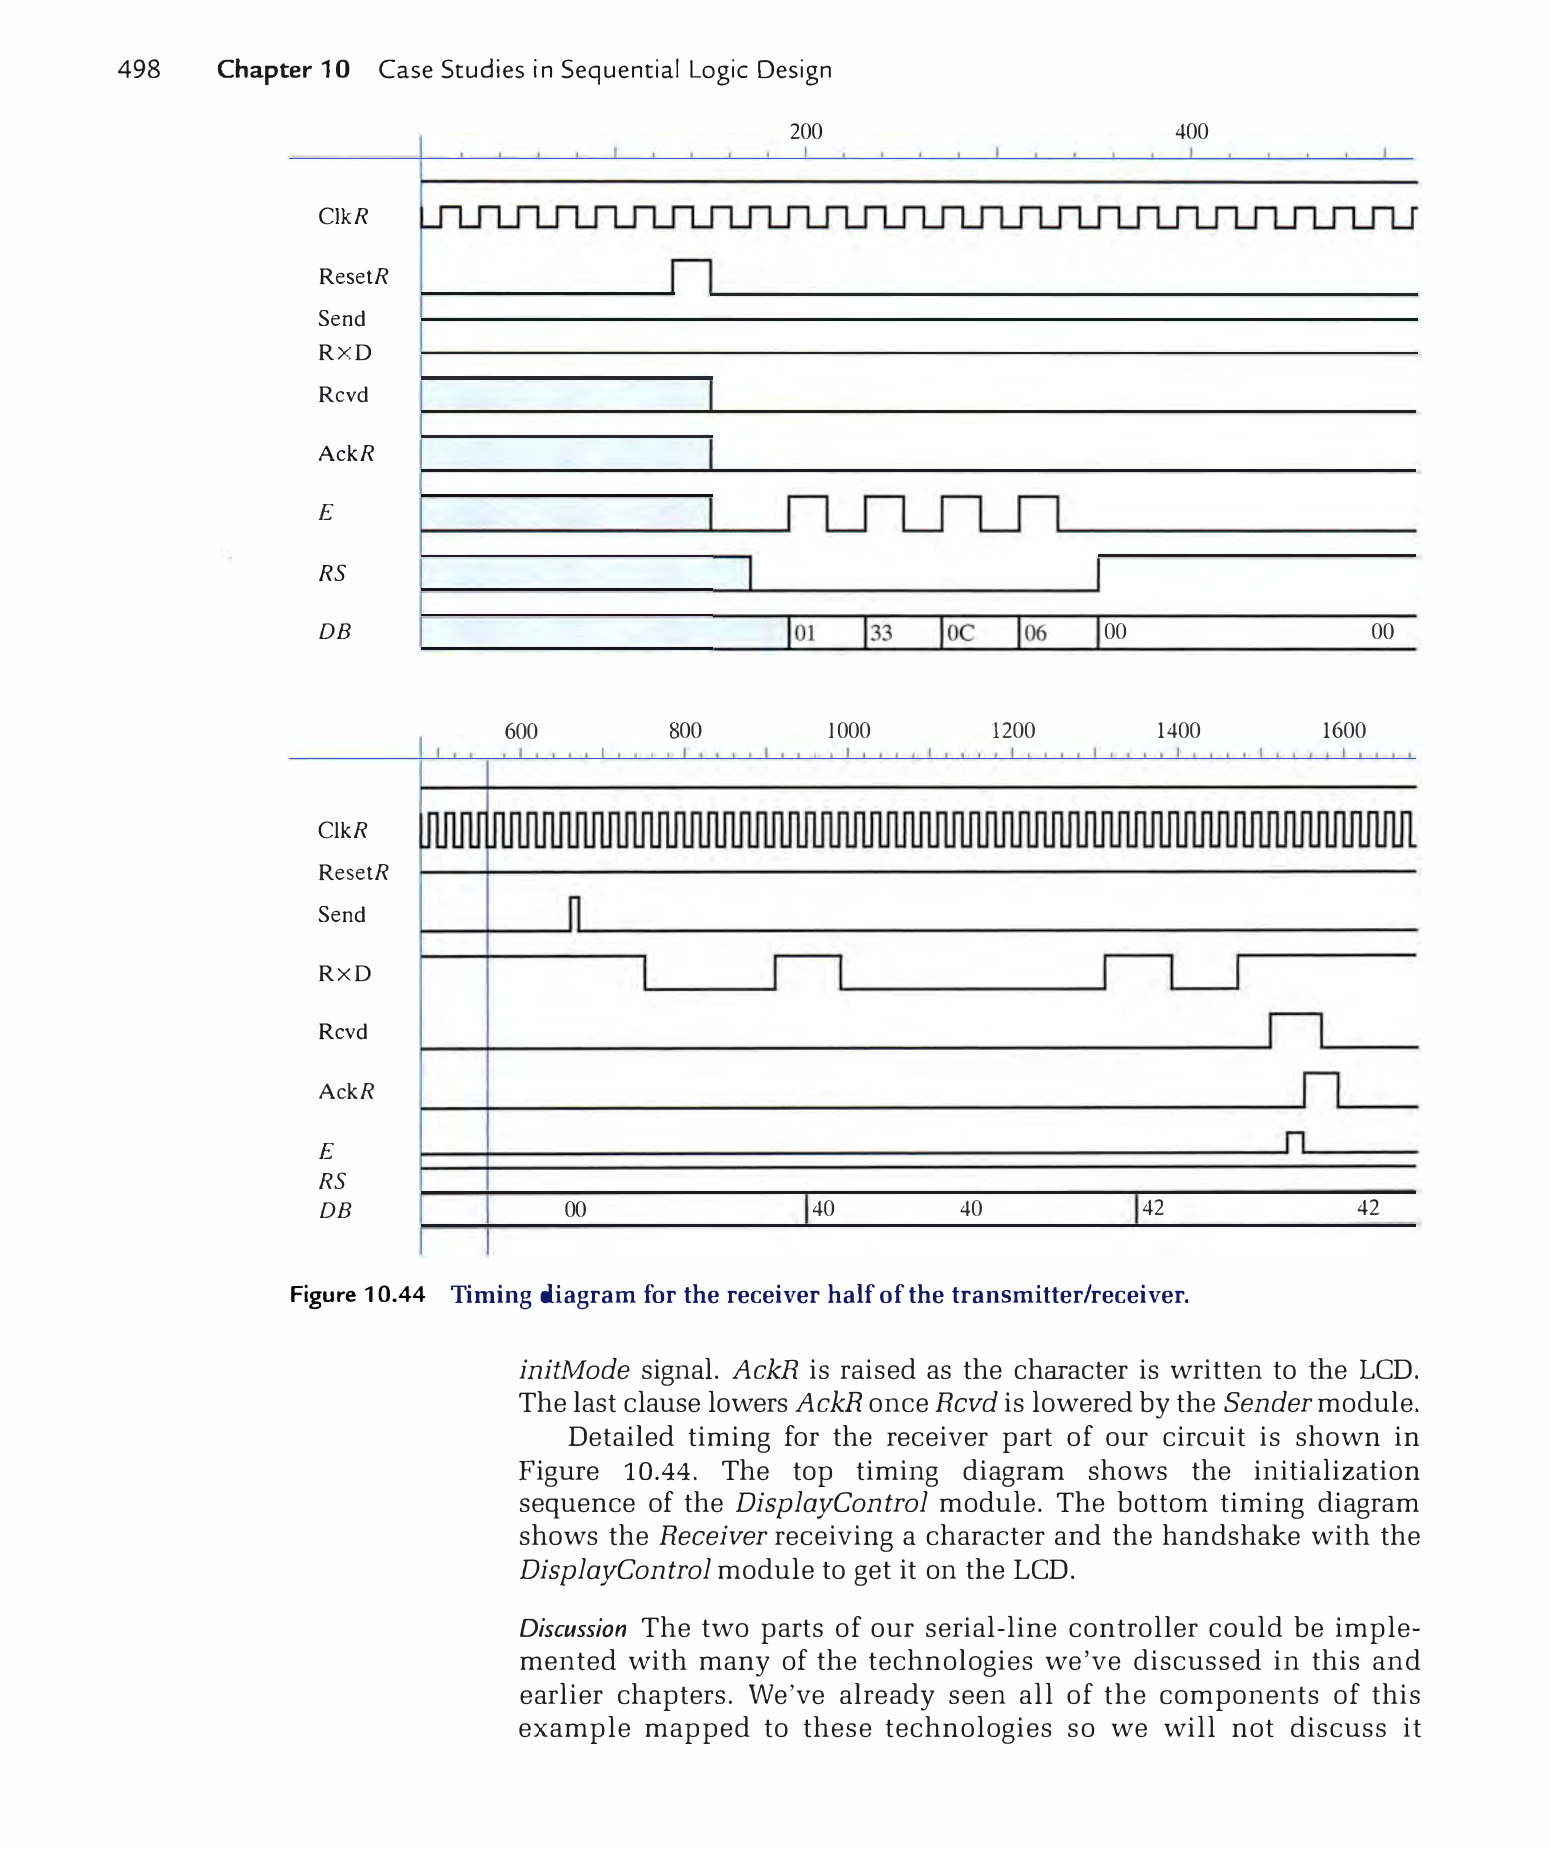 498 Chapter 10 Case Studies in Sequential Logic Design
200 400
ClkR
ResetR
Send
R×D
Rcvd
AckR
E
RS
DB 01 33 0C 06 00 00
600 800 1000 1200 1400 1600
ClkR
ResetR
Send
R×D
Rcvd
AckR
E
RS
DB 00 40 40 42 42
Figure 10.44 Timing diagram for the receiver half of the transmitter/receiver.
initMode signal. AckR is raised as the character is written to the LCD.
The last clause lowers AckR once Rcvd is lowered by the Sender module.
Detailed timing for the receiver part of our circuit is shown in
Figure 10.44. The top timing diagram shows the initialization
sequence of the DisplayControl module. The bottom timing diagram
shows the Receiver receiving a character and the handshake with the
DisplayControl module to get it on the LCD.
Discussion The two parts of our serial-line controller could be imple-
mented with many of the technologies we've discussed in this and
earlier chapters. We've already seen all of the components of this
example mapped to these technologies so we will not discuss it